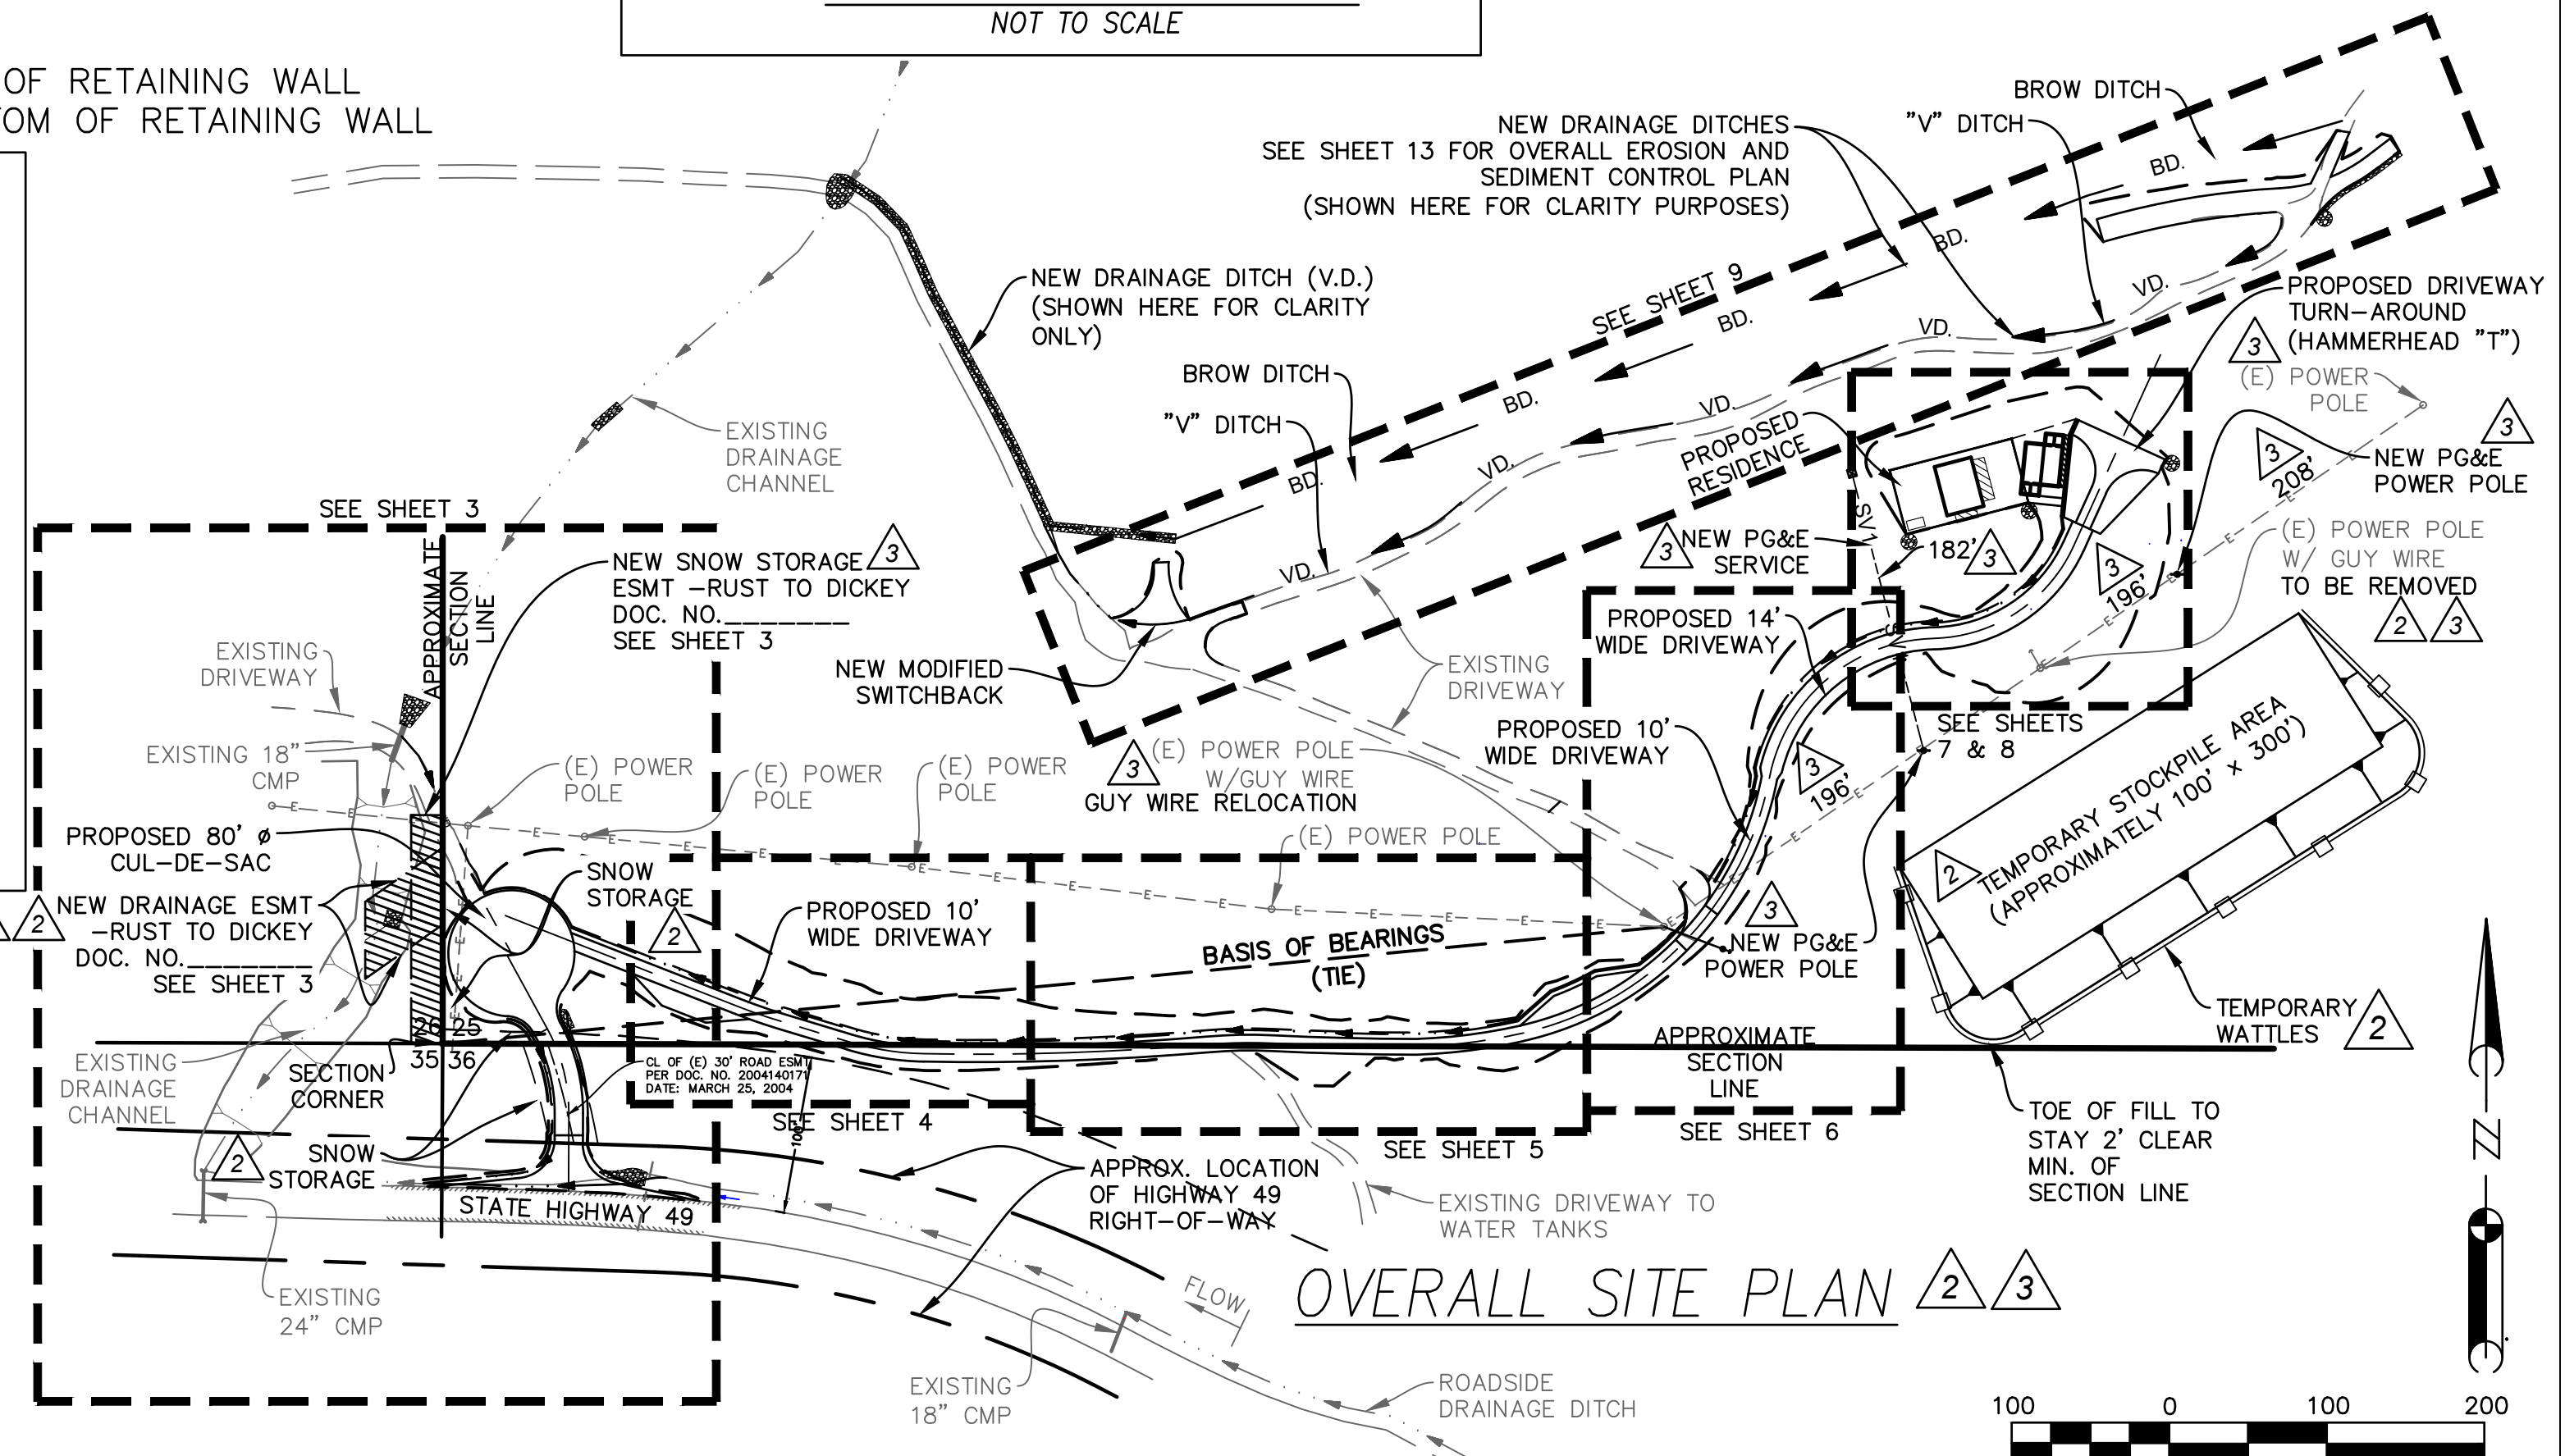 NOT TO SCALE
OF RETAINING WALL
OM OF RETAINING WALL
BROW DITCH
"V" DITCH
NEW DRAINAGE DITCHES
SEE SHEET 13 FOR OVERALL EROSION AND
SEDIMENT CONTROL PLAN
(SHOWN HERE FOR CLARITY PURPOSES)
BD.
BD.
SEE SHEET 9
BD.
BD.
BD.
VD.
VD.
VD.
VD.
VD.
PROPOSED DRIVEWAY
TURN-AROUND
(HAMMERHEAD "T")
3
(E) POWER
POLE
3
NEW PG&E
POWER POLE
3
208'
NEW DRAINAGE DITCH (V.D.)
(SHOWN HERE FOR CLARITY
ONLY)
BROW DITCH
"V" DITCH
EXISTING
DRAINAGE
CHANNEL
PROPOSED
RESIDENCE
SV
3
NEW PG&E
SERVICE
182'
3
3
196'
(E) POWER POLE
W/ GUY WIRE
TO BE REMOVED
2
3
SEE SHEET 3
APPROXIMATE
SECTION
LINE
NEW SNOW STORAGE
ESMT -RUST TO DICKEY
DOC. NO._______
SEE SHEET 3
3
EXISTING
DRIVEWAY
NEW MODIFIED
SWITCHBACK
EXISTING
DRIVEWAY
PROPOSED 14'
WIDE DRIVEWAY
PROPOSED 10'
WIDE DRIVEWAY
SEE SHEETS
7 & 8
EXISTING 18"
CMP
(E) POWER
POLE
(E) POWER
POLE
(E) POWER
POLE
3
(E) POWER POLE
W/GUY WIRE
GUY WIRE RELOCATION
(E) POWER POLE
3
196'
2
TEMPORARY STOCKPILE AREA
(APPROXIMATELY 100' x 300')
PROPOSED 80' ø
CUL-DE-SAC
2
NEW DRAINAGE ESMT
-RUST TO DICKEY
DOC. NO._______
SEE SHEET 3
SNOW
STORAGE
2
PROPOSED 10'
WIDE DRIVEWAY
BASIS OF BEARINGS
(TIE)
3
NEW PG&E
POWER POLE
TEMPORARY
WATTLES
2
26 25
35 36
EXISTING
DRAINAGE
CHANNEL
SECTION
CORNER
CL OF (E) 30' ROAD ESMT
PER DOC. NO. 2004140171
DATE: MARCH 25, 2004
SEE SHEET 4
100'
SEE SHEET 5
APPROXIMATE
SECTION
LINE
SEE SHEET 6
TOE OF FILL TO
STAY 2' CLEAR
MIN. OF
SECTION LINE
2
SNOW
STORAGE
STATE HIGHWAY 49
APPROX. LOCATION
OF HIGHWAY 49
RIGHT-OF-WAY
EXISTING DRIVEWAY TO
WATER TANKS
N
EXISTING
24" CMP
FLOW
OVERALL SITE PLAN
2
3
EXISTING
18" CMP
ROADSIDE
DRAINAGE DITCH
100 0 100 200